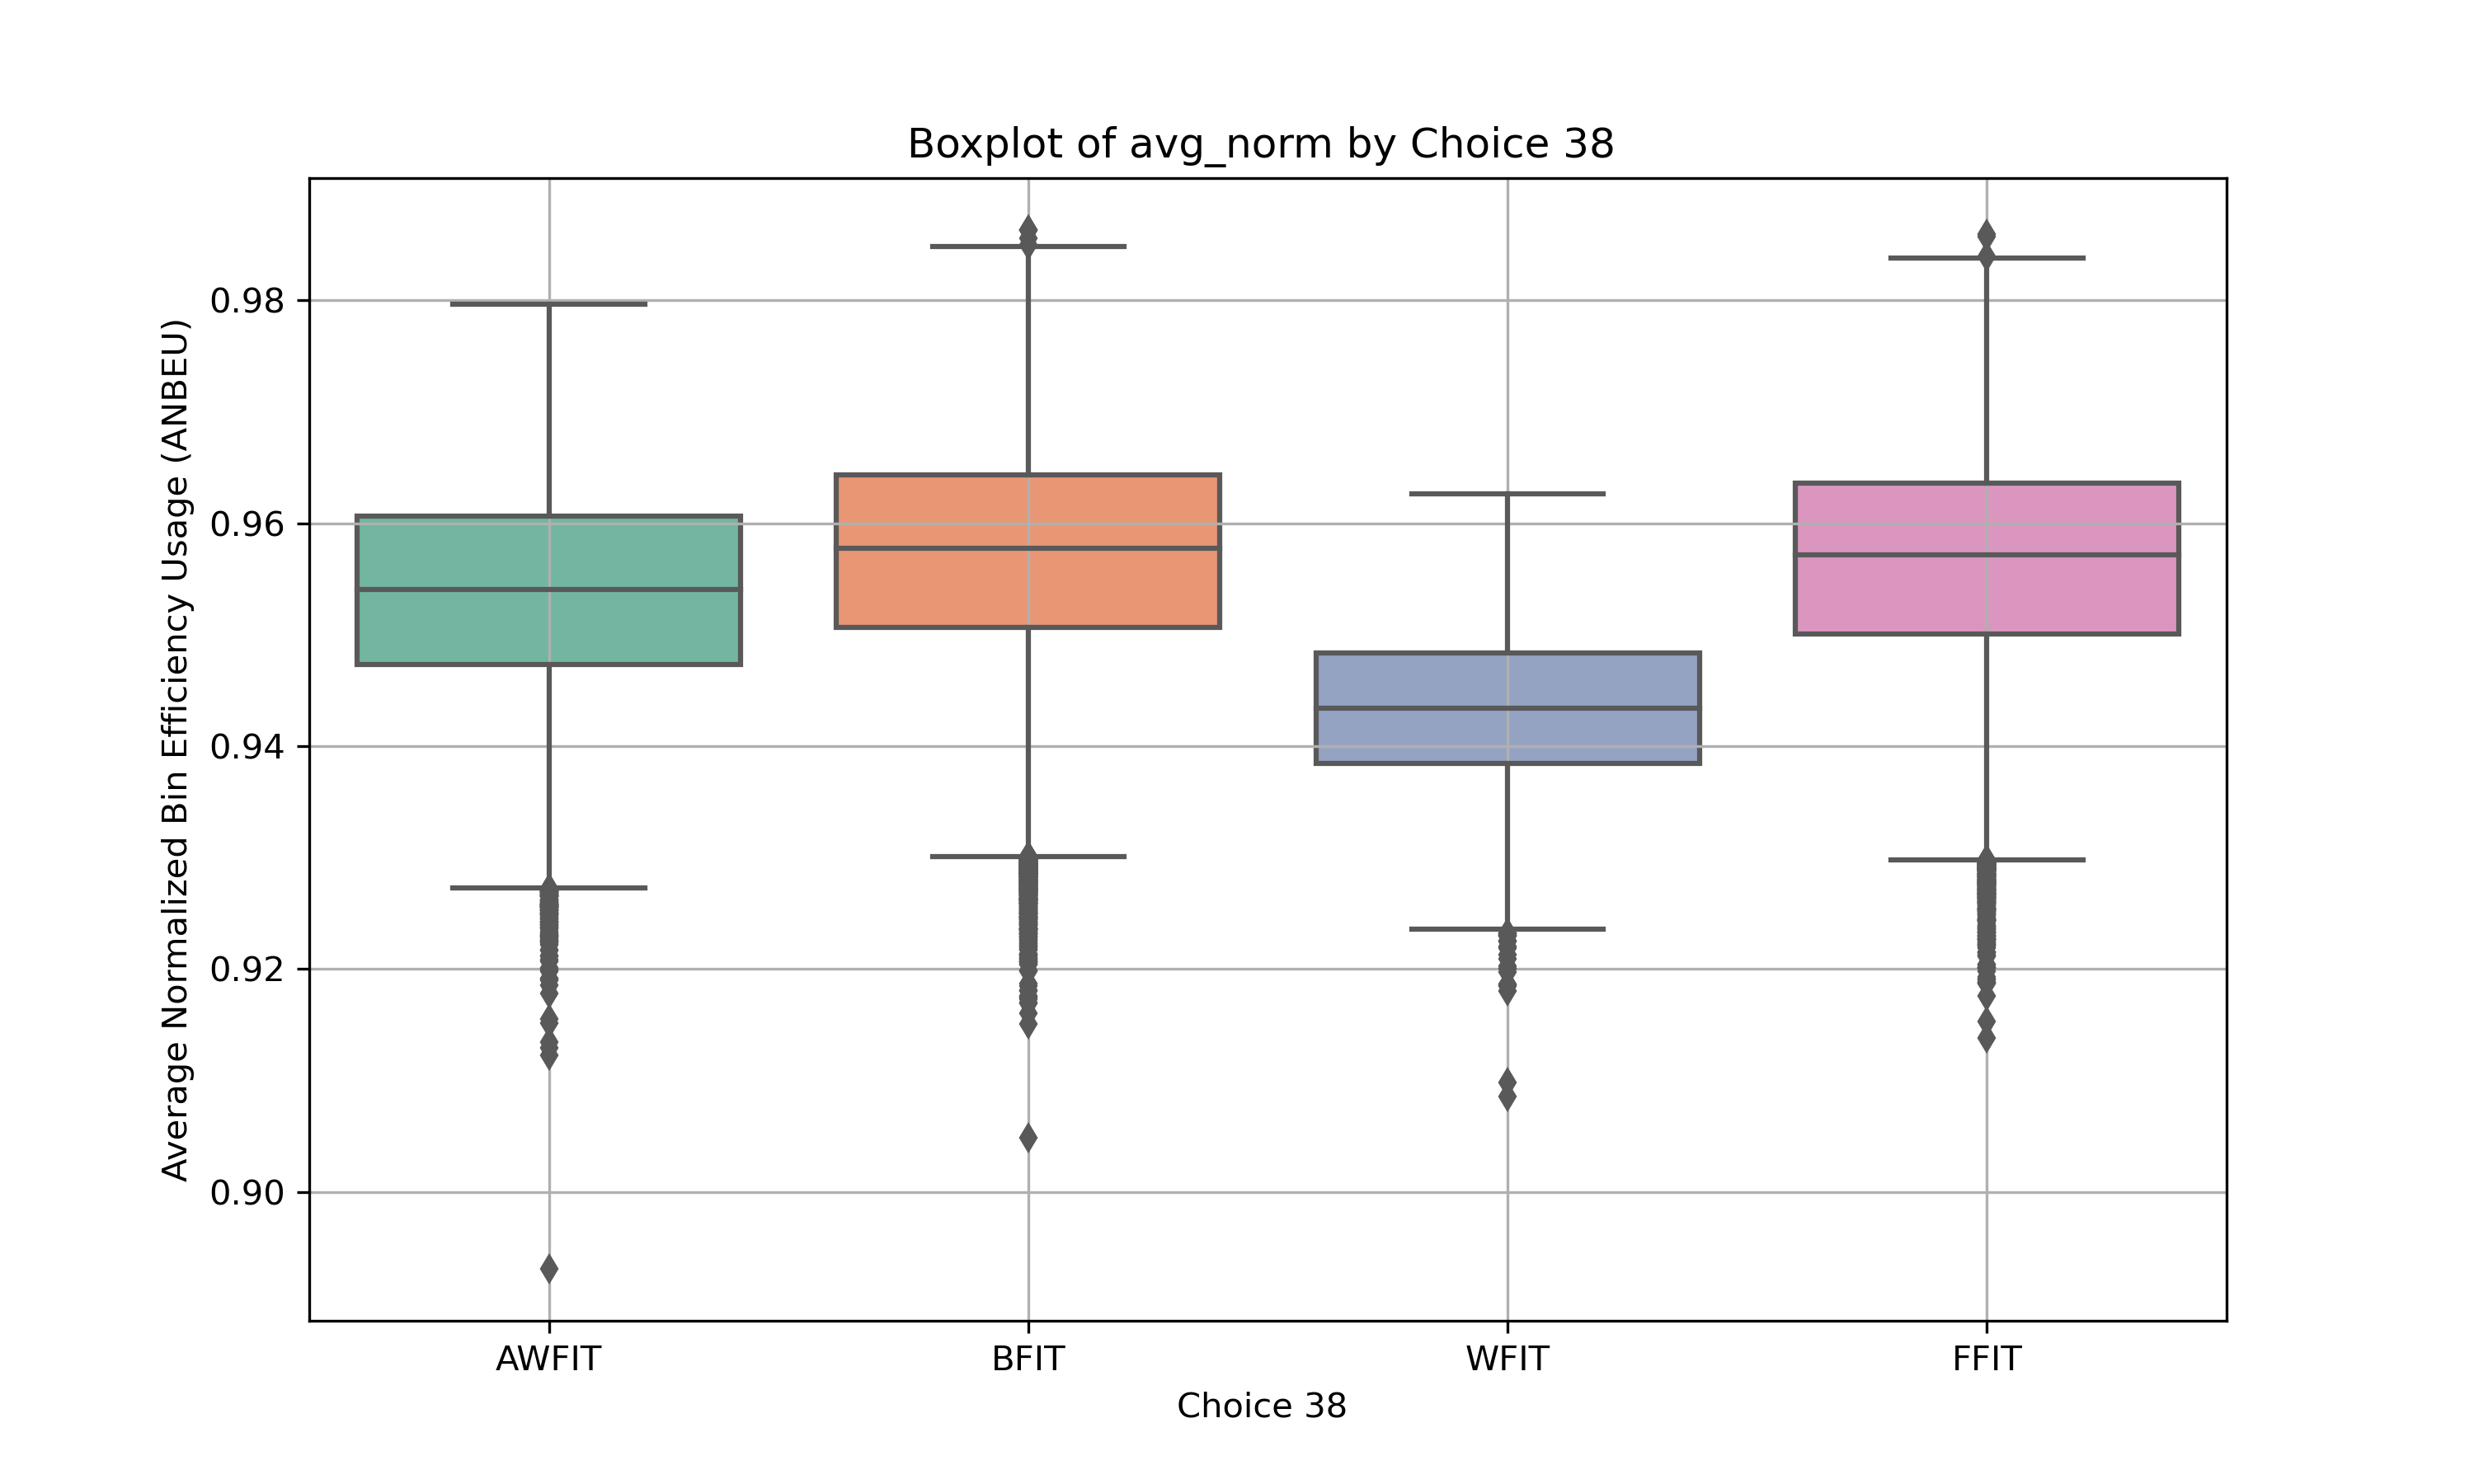 Boxplot of avg_norm by Choice 38
Average Normalized Bin Efficiency Usage (ANBEU)
0.98
0.96
0.94
0.92
0.90
AWFIT BFIT WFIT FFIT
Choice 38